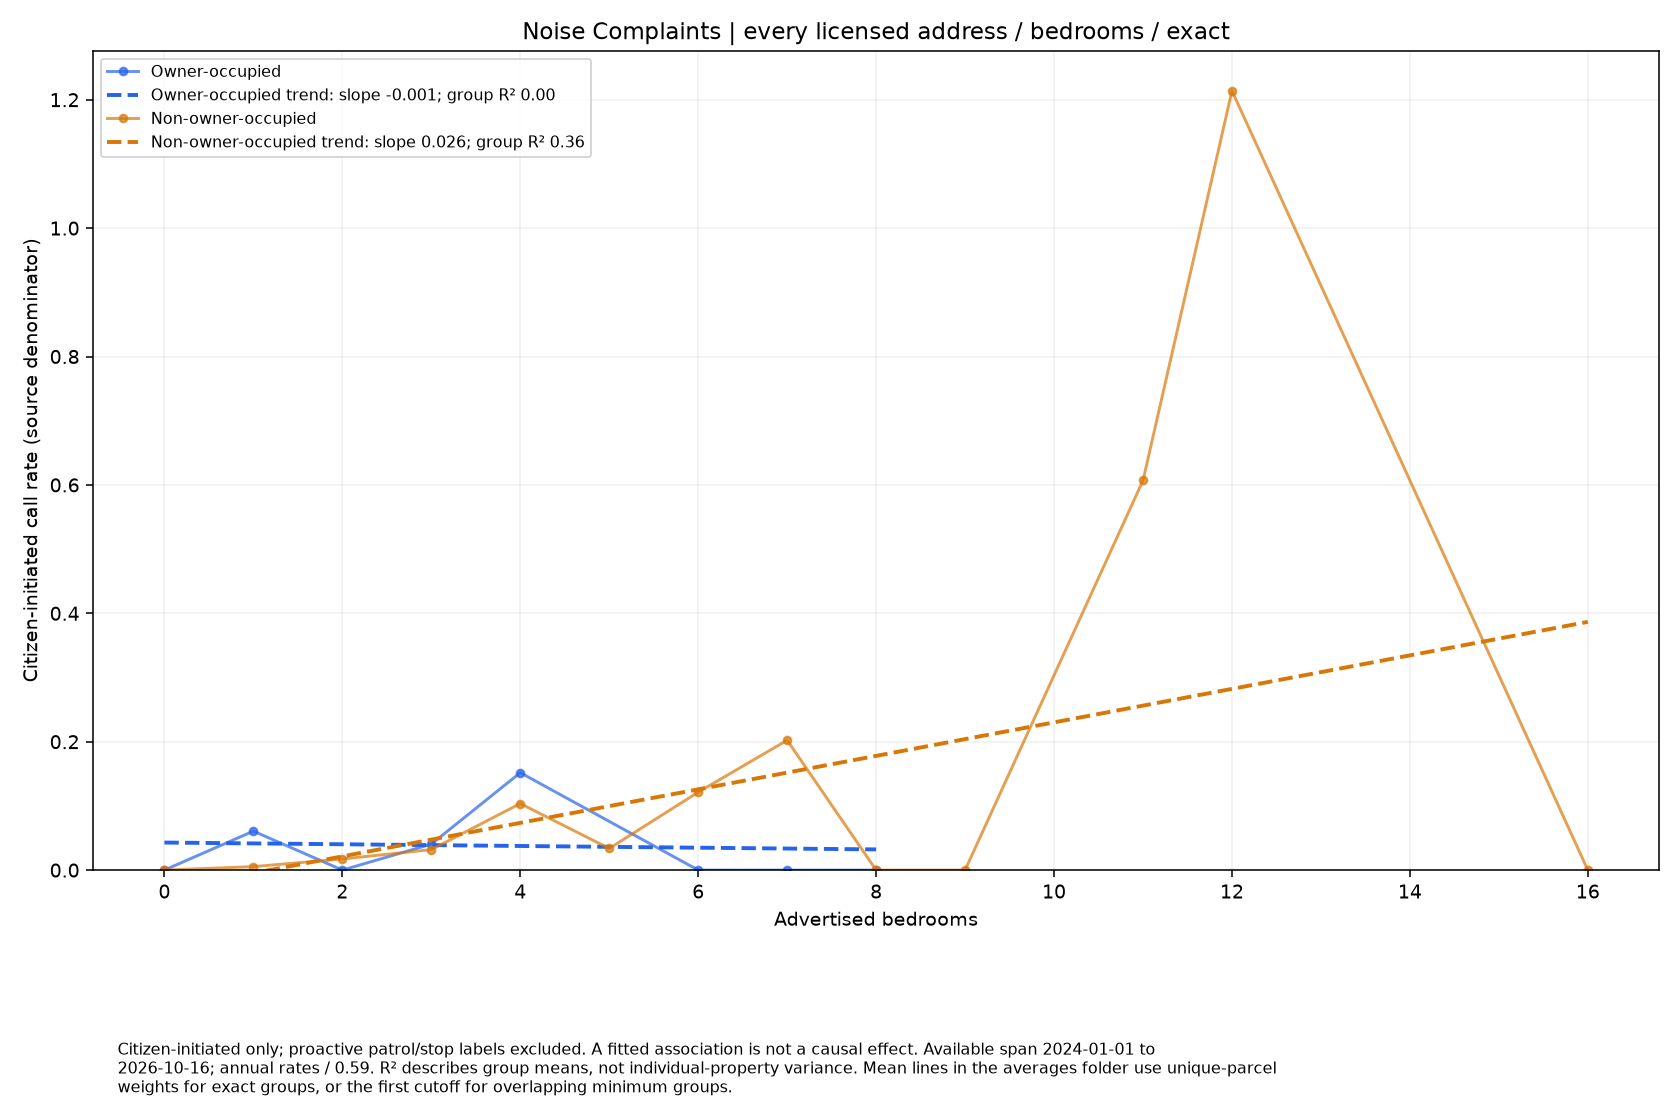 Noise Complaints | every licensed address / bedrooms / exact
Owner-occupied
Owner-occupied trend: slope -0.001; group R² 0.00
Non-owner-occupied
Non-owner-occupied trend: slope 0.026; group R² 0.36
Citizen-initiated call rate (source denominator)
1.2
1.0
0.8
0.6
0.4
0.2
0.0
0 2 4 6 8 10 12 14 16
Advertised bedrooms
Citizen-initiated only; proactive patrol/stop labels excluded. A fitted association is not a causal effect. Available span 2024-01-01 to
2026-10-16; annual rates / 0.59. R² describes group means, not individual-property variance. Mean lines in the averages folder use unique-parcel
weights for exact groups, or the first cutoff for overlapping minimum groups.